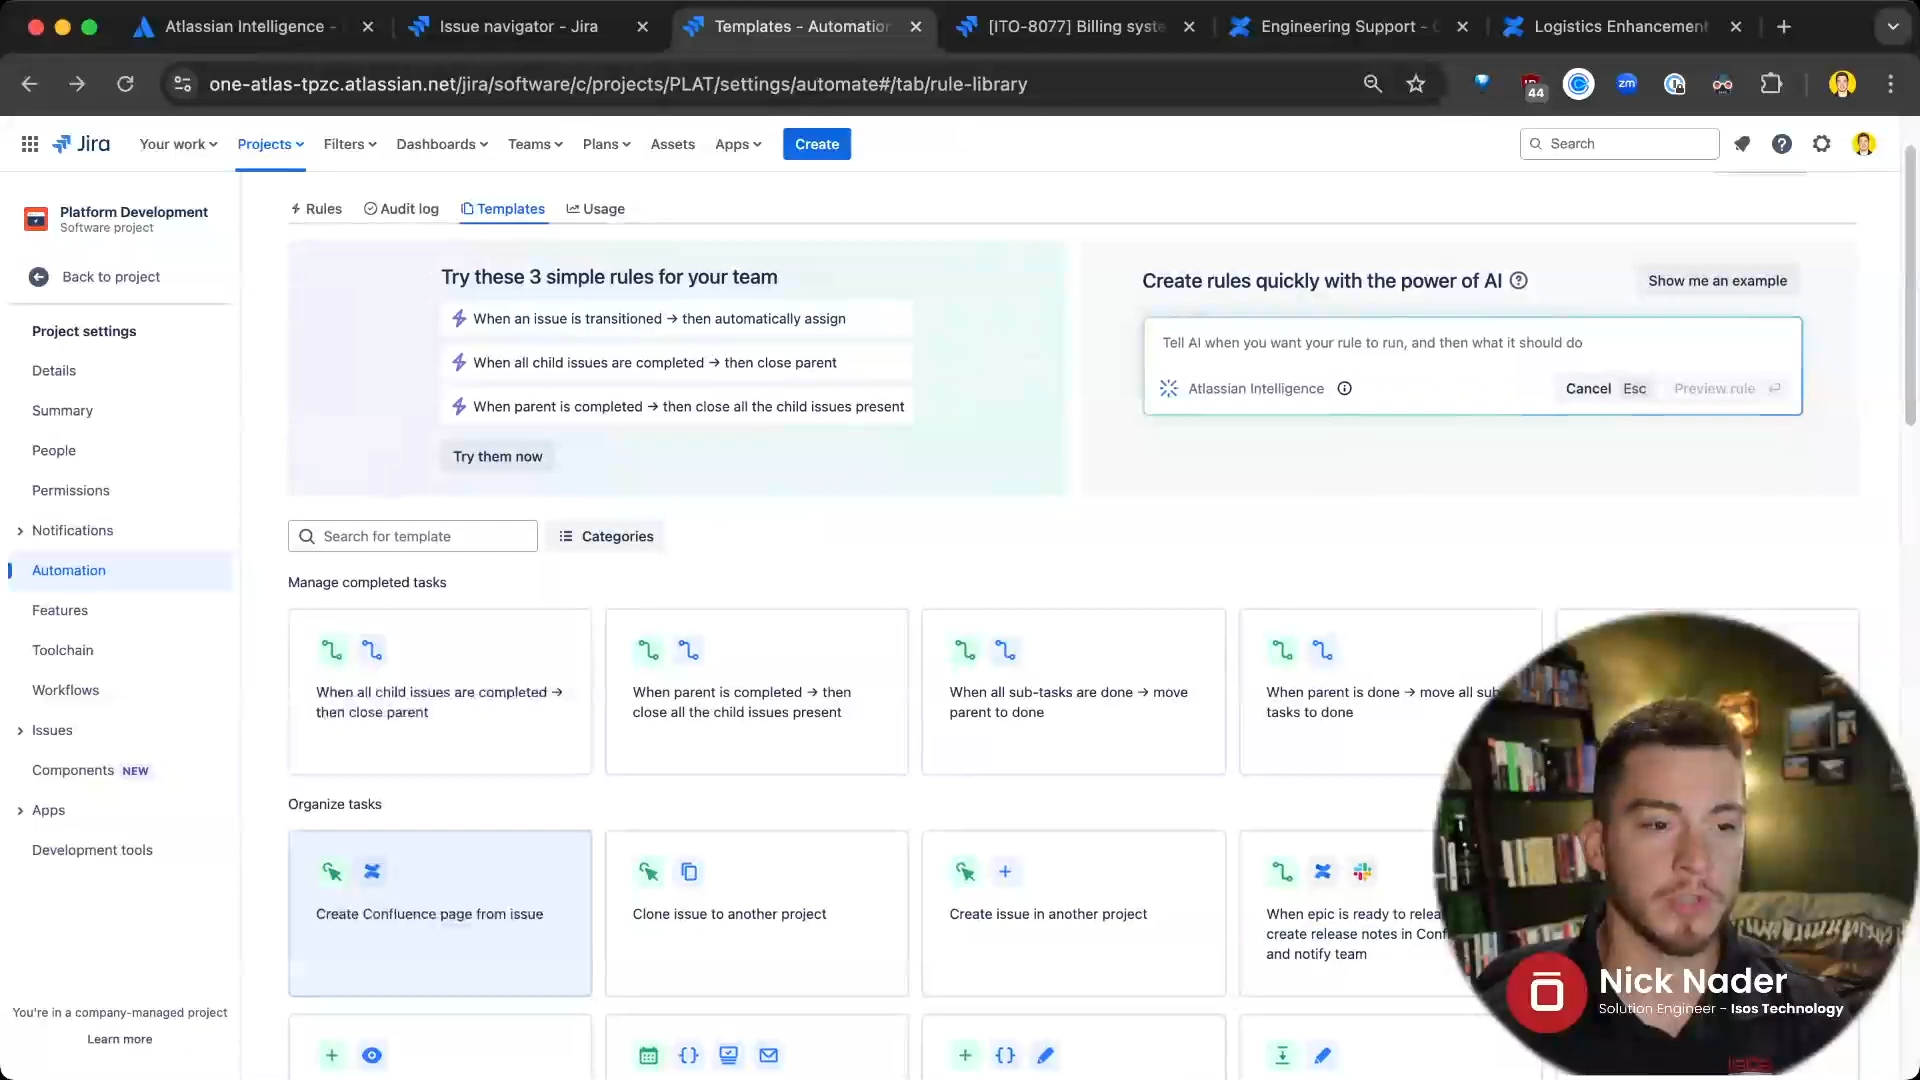 Atlassian Intelligence -
Issue navigator - Jira
Templates - Automation
[ITO-8077] Billing syste
Engineering Support - C
Logistics Enhancement
one-atlas-tpzc.atlassian.net/jira/software/c/projects/PLAT/settings/automate#/tab/rule-library
44
zm
Jira
Your work
Projects
Filters
Dashboards
Teams
Plans
Assets
Apps
Create
Search
Platform Development
Software project
Back to project
Project settings
Details
Summary
People
Permissions
Notifications
Automation
Features
Toolchain
Workflows
Issues
Components NEW
Apps
Development tools
You're in a company-managed project
Learn more
Rules
Audit log
Templates
Usage
Try these 3 simple rules for your team
When an issue is transitioned → then automatically assign
When all child issues are completed → then close parent
When parent is completed → then close all the child issues present
Try them now
Create rules quickly with the power of AI
Show me an example
Tell AI when you want your rule to run, and then what it should do
Atlassian Intelligence
Cancel Esc
Preview rule
Search for template
Categories
Manage completed tasks
When all child issues are completed →
then close parent
When parent is completed → then
close all the child issues present
When all sub-tasks are done → move
parent to done
When parent is done → move all sub
tasks to done
Organize tasks
Create Confluence page from issue
Clone issue to another project
Create issue in another project
When epic is ready to relea
create release notes in Conf
and notify team
Nick Nader
Solution Engineer - Isos Technology